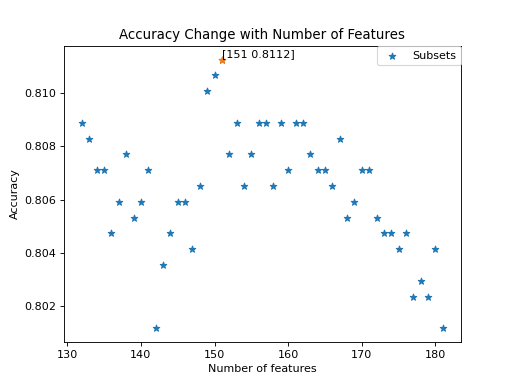 Accuracy Change with Number of Features
[151 0.8112]
Subsets
0.810
0.808
0.806
0.804
0.802
Accuracy
130 140 150 160 170 180
Number of features